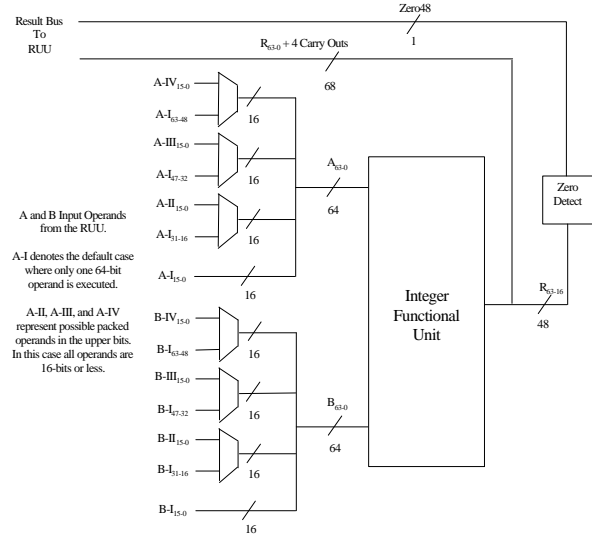 Result Bus
To
RUU
Zero48
1
R63-0 + 4 Carry Outs
68
A-IV15-0
A-I63-48
16
A-III15-0
A-I47-32
16
A-II15-0
A-I31-16
16
A-I15-0
16
A63-0
64
Zero
Detect
A and B Input Operands
from the RUU.
A-I denotes the default case
where only one 64-bit
operand is executed.
A-II, A-III, and A-IV
represent possible packed
operands in the upper bits.
In this case all operands are
16-bits or less.
Integer
Functional
Unit
R63-16
48
B-IV15-0
B-I63-48
16
B-III15-0
B-I47-32
16
B-II15-0
B-I31-16
16
B-I15-0
16
B63-0
64